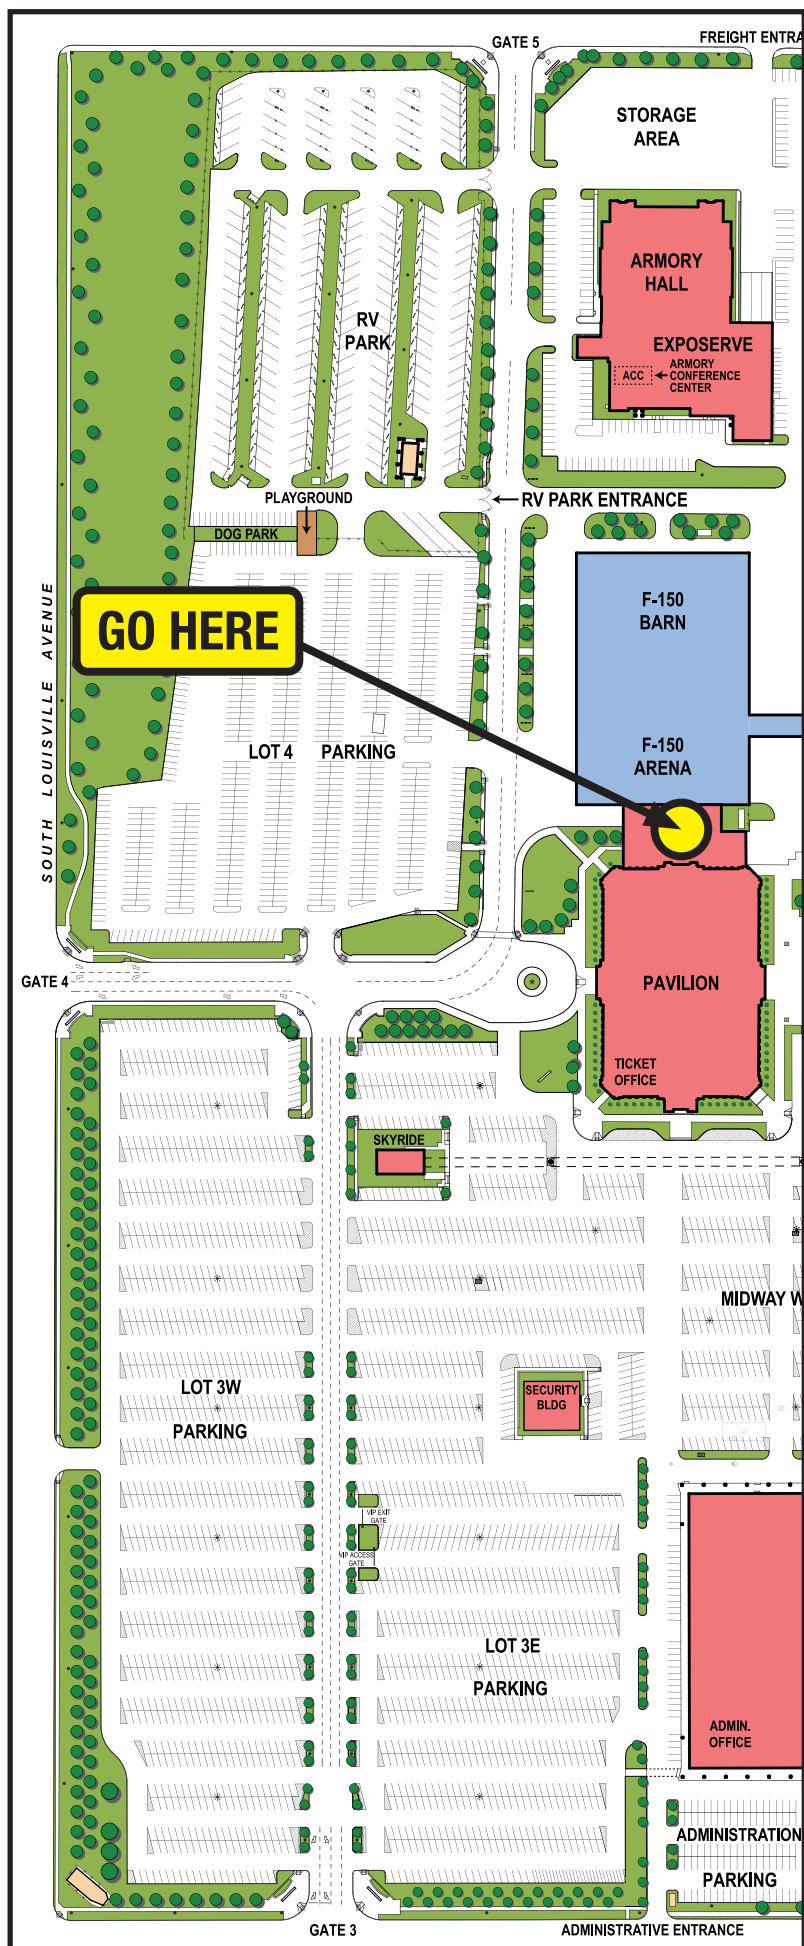 GATE 5
FREIGHT ENTRA
STORAGE
AREA
ARMORY
HALL
RV
PARK
EXPOSERVE
ACC
ARMORY
CONFERENCE
CENTER
PLAYGROUND
RV PARK ENTRANCE
DOG PARK
F-150
BARN
GO HERE
SOUTH LOUISVILLE AVENUE
LOT 4 PARKING
F-150
ARENA
GATE 4
PAVILION
TICKET
OFFICE
SKYRIDE
MIDWAY W
LOT 3W
PARKING
SECURITY
BLDG
VIP EXIT
GATE
VIP ACCESS
GATE
LOT 3E
PARKING
ADMIN.
OFFICE
ADMINISTRATION
PARKING
GATE 3
ADMINISTRATIVE ENTRANCE